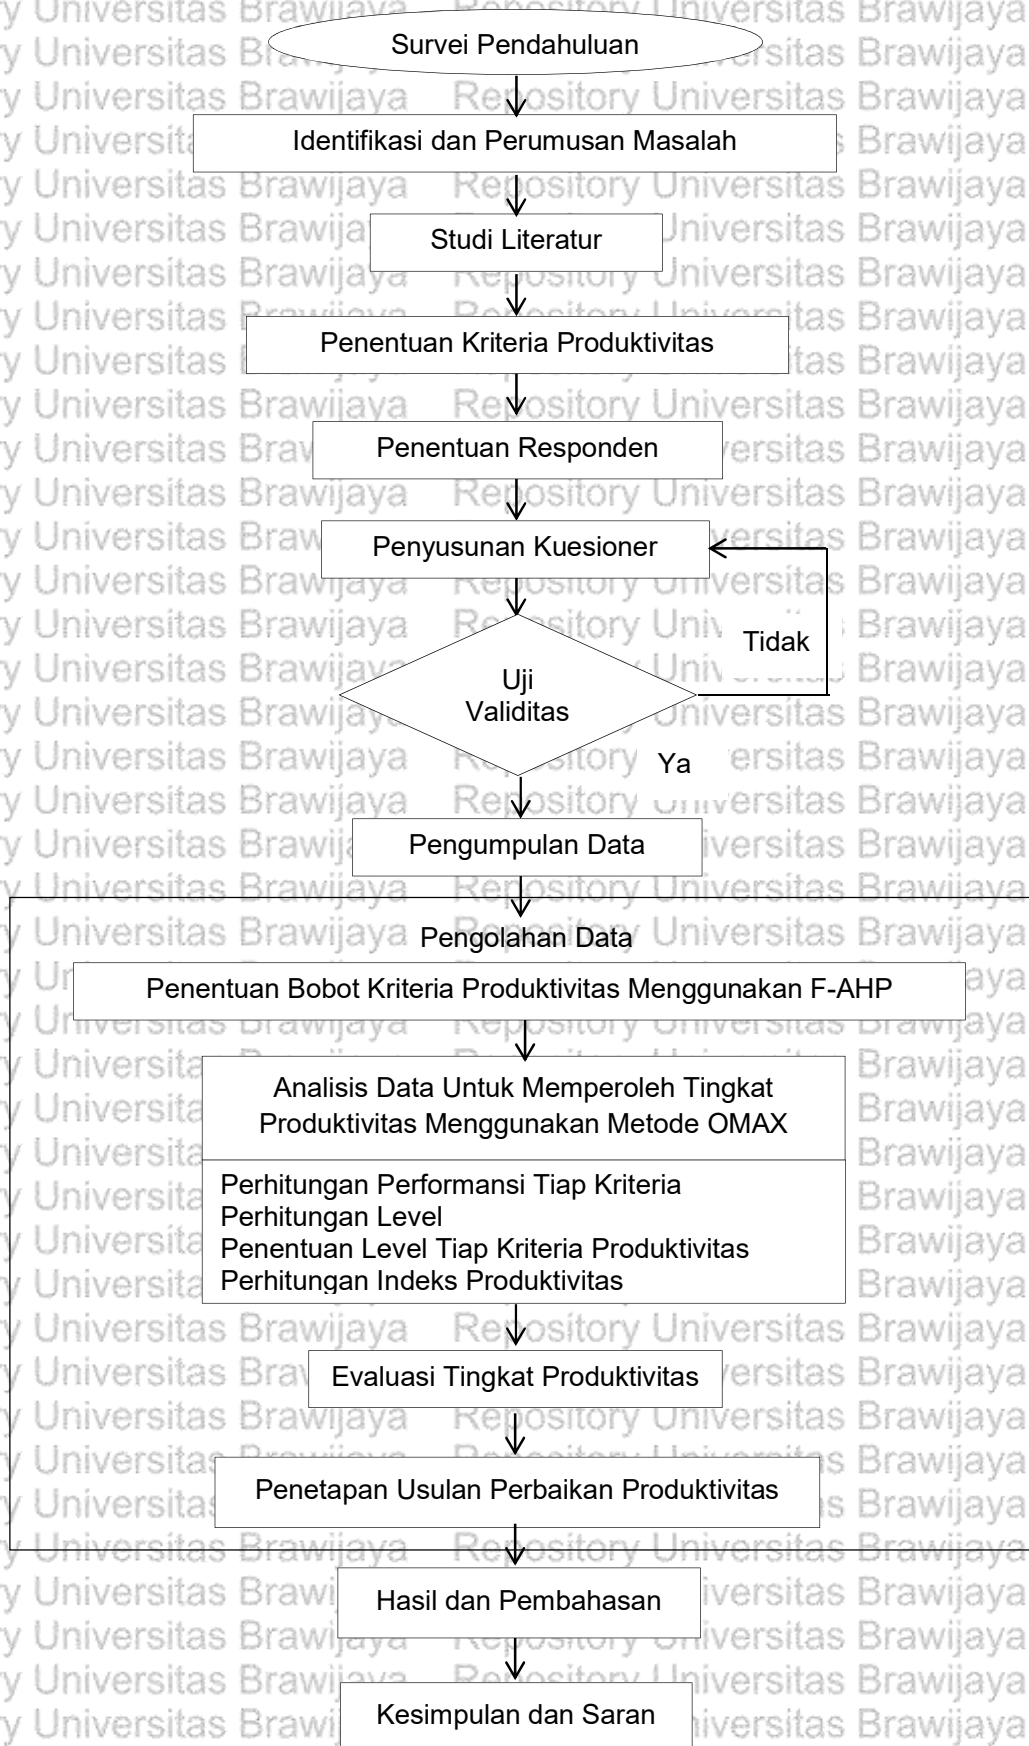 Survei Pendahuluan
Identifikasi dan Perumusan Masalah
Studi Literatur
Penentuan Kriteria Produktivitas
Penentuan Responden
Penyusunan Kuesioner
Tidak
Uji
Validitas
Ya
Pengumpulan Data
Pengolahan Data
Penentuan Bobot Kriteria Produktivitas Menggunakan F-AHP
Analisis Data Untuk Memperoleh Tingkat
Produktivitas Menggunakan Metode OMAX
Perhitungan Performansi Tiap Kriteria
Perhitungan Level
Penentuan Level Tiap Kriteria Produktivitas
Perhitungan Indeks Produktivitas
Evaluasi Tingkat Produktivitas
Penetapan Usulan Perbaikan Produktivitas
Hasil dan Pembahasan
Kesimpulan dan Saran